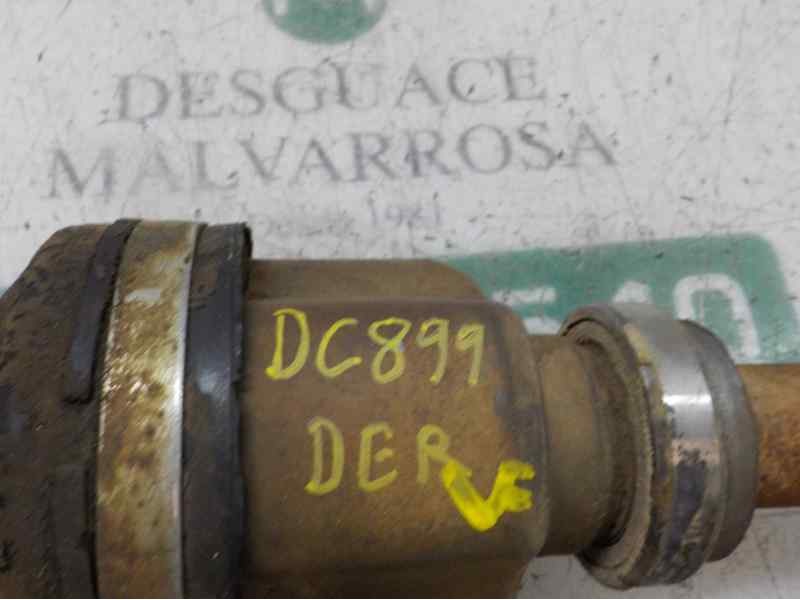 DESGUACE
MALVARROSA
1981
DC899
DER